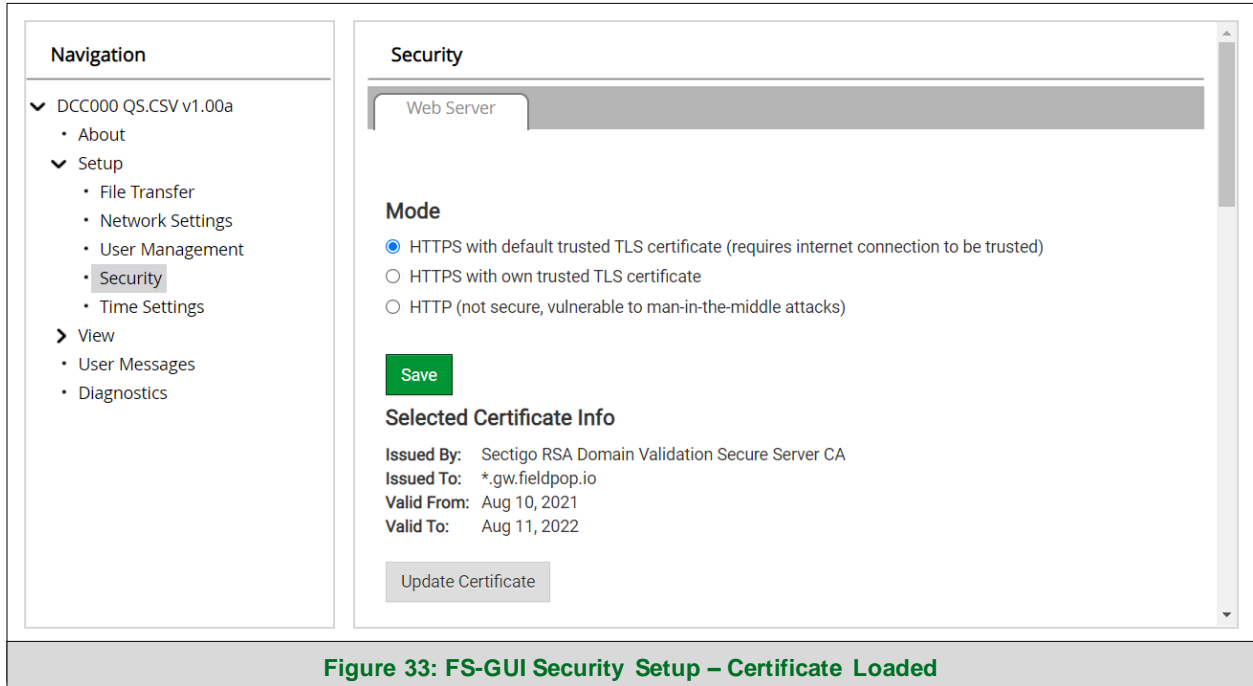 Navigation
DCC000 QS.CSV v1.00a
About
Setup
File Transfer
Network Settings
User Management
Security
Time Settings
View
User Messages
Diagnostics
Security
Web Server
Mode
HTTPS with default trusted TLS certificate (requires internet connection to be trusted)
HTTPS with own trusted TLS certificate
HTTP (not secure, vulnerable to man-in-the-middle attacks)
Save
Selected Certificate Info
Issued By: Sectigo RSA Domain Validation Secure Server CA
Issued To: *.gw.fieldpop.io
Valid From: Aug 10, 2021
Valid To: Aug 11, 2022
Update Certificate
Figure 33: FS-GUI Security Setup – Certificate Loaded